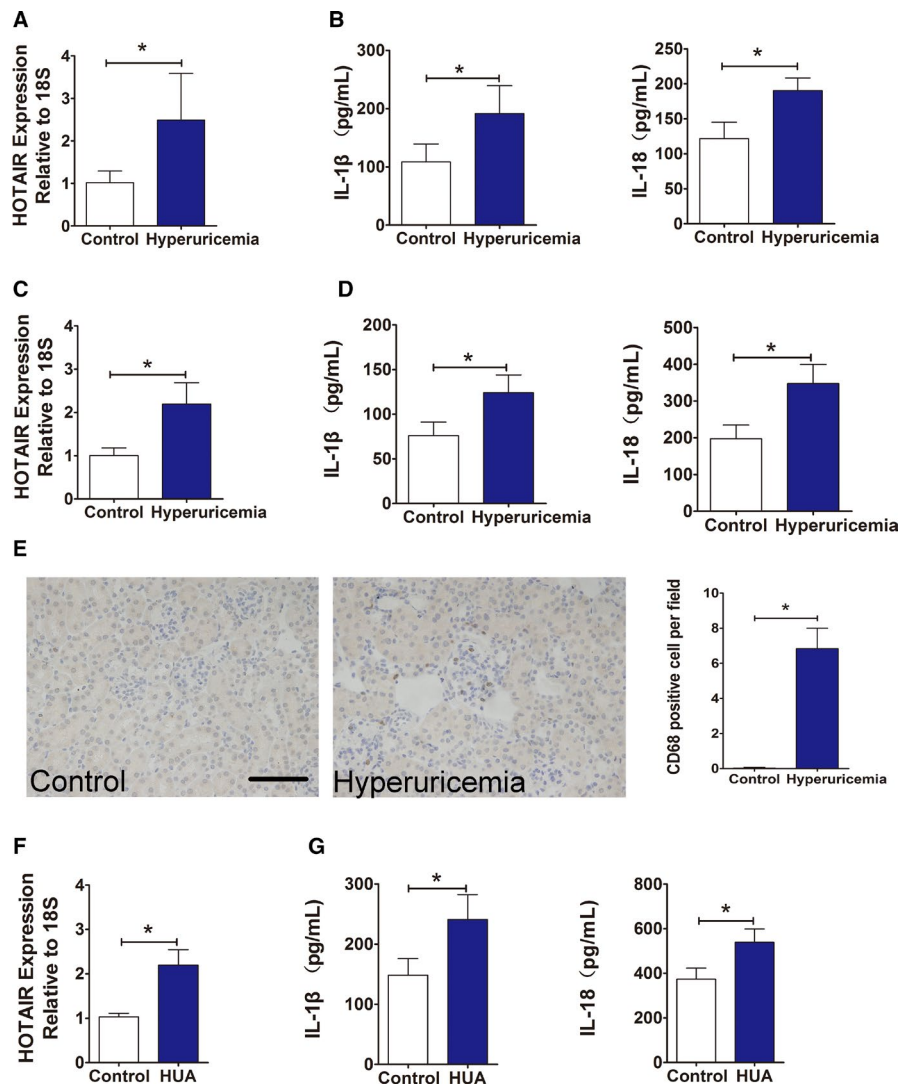 A
HOTAIR Expression
Relative to 18S
4
3
2
1
0
*
Control Hyperuricemia
B
IL-1β （pg/mL)
300
200
100
0
*
Control Hyperuricemia
IL-18（pg/mL)
250
200
150
100
50
0
*
Control Hyperuricemia
C
HOTAIR Expression
Relative to 18S
4
3
2
1
0
*
Control Hyperuricemia
D
IL-1β （pg/mL)
200
150
100
50
0
*
Control Hyperuricemia
IL-18（pg/mL)
500
400
300
200
100
0
*
Control Hyperuricemia
E
Control
Hyperuricemia
CD68 positive cell per field
10
8
6
4
2
0
*
Control Hyperuricemia
F
HOTAIR Expression
Relative to 18S
4
3
2
1
0
*
Control HUA
G
IL-1β （pg/mL)
300
200
100
0
*
Control HUA
IL-18（pg/mL)
800
600
400
200
0
*
Control HUA